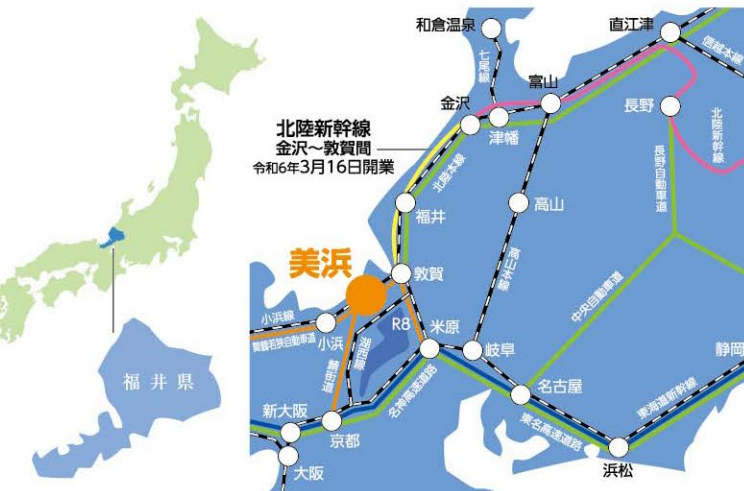 和倉温泉
直江津
信越本線
七尾線
富山
金沢
津幡
長野
北陸新幹線
北陸新幹線
金沢～敦賀間
令和6年3月16日開業
北陸本線
長野自動車道
福井
高山
高山本線
美浜
敦賀
中央自動車道
小浜線
舞鶴若狭自動車道
小浜
R8
米原
岐阜
静岡
湖西線
鯖街道
福井県
名神高速道路
名古屋
東海道新幹線
新大阪
京都
東名高速道路
大阪
浜松